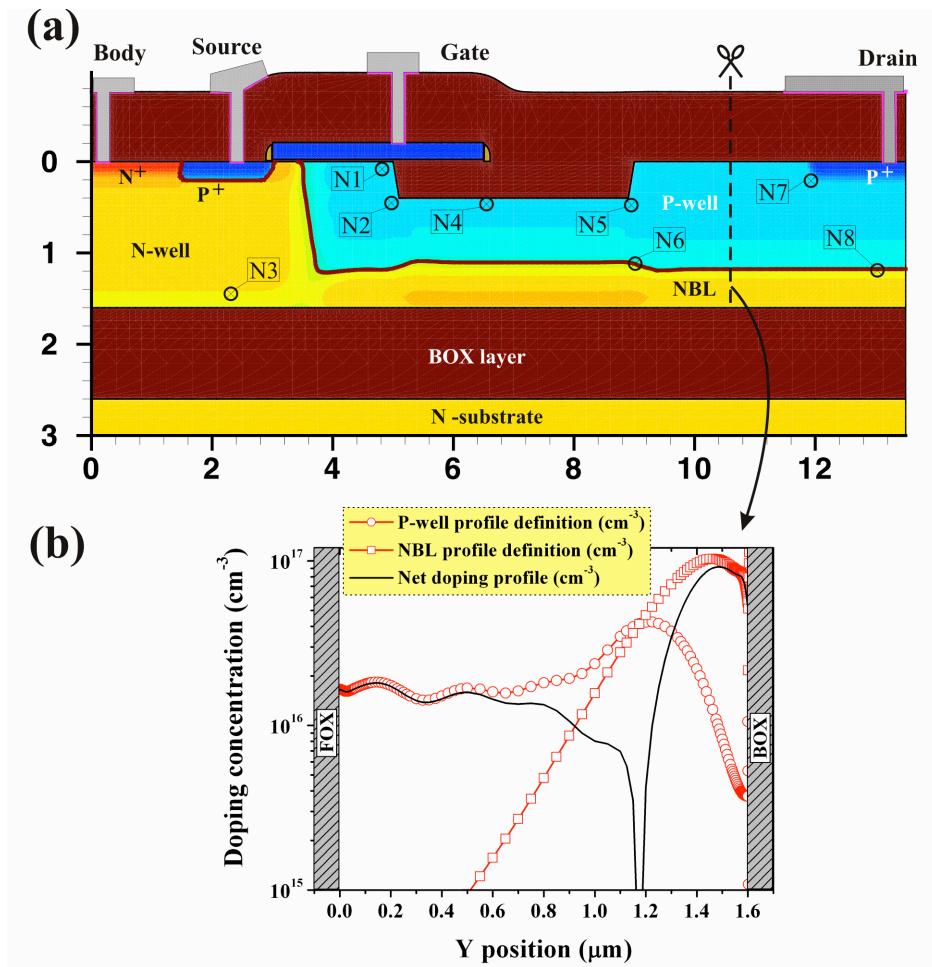 (a)
Body
Source
Gate
Drain
0
1
2
3
N+
P+
N1
N2
N4
N5
P-well
N7
P+
N-well
N3
N6
N8
NBL
BOX layer
N -substrate
0 2 4 6 8 10 12
(b)
P-well profile definition (cm-3)
NBL profile definition (cm-3)
Net doping profile (cm-3)
Doping concentration (cm-3)
10^17
10^16
10^15
FOX
BOX
0.0 0.2 0.4 0.6 0.8 1.0 1.2 1.4 1.6
Y position (μm)